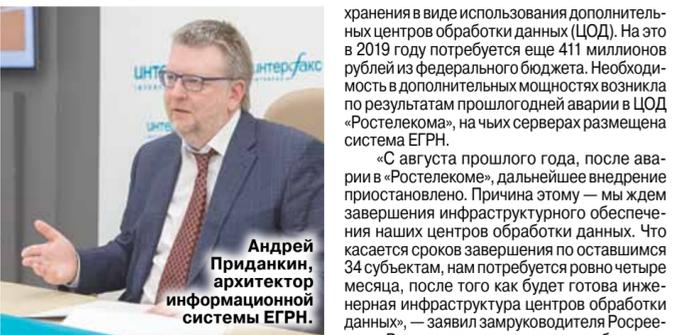 ИНТЕРФАКС
интерфакс
Андрей
Приданкин,
архитектор
информационной
системы ЕГРН.
хранения в виде использования дополнитель-
ных центров обработки данных (ЦОД). На это
в 2019 году потребуется еще 411 миллионов
рублей из федерального бюджета. Необходи-
мость в дополнительных мощностях возникла
по результатам прошлогодней аварии в ЦОД
«Ростелекома», на чьих серверах размещена
система ЕГРН.
«С августа прошлого года, после ава-
рии в «Ростелекоме», дальнейшее внедрение
приостановлено. Причина этому — мы ждем
завершения инфраструктурного обеспече-
ния наших центров обработки данных. Что
касается сроков завершения по оставшимся
34 субъектам, нам потребуется ровно четыре
месяца, после того как будет готова инже-
нерная инфраструктура центров обработки
данных», — заявил замруководителя Росрее-